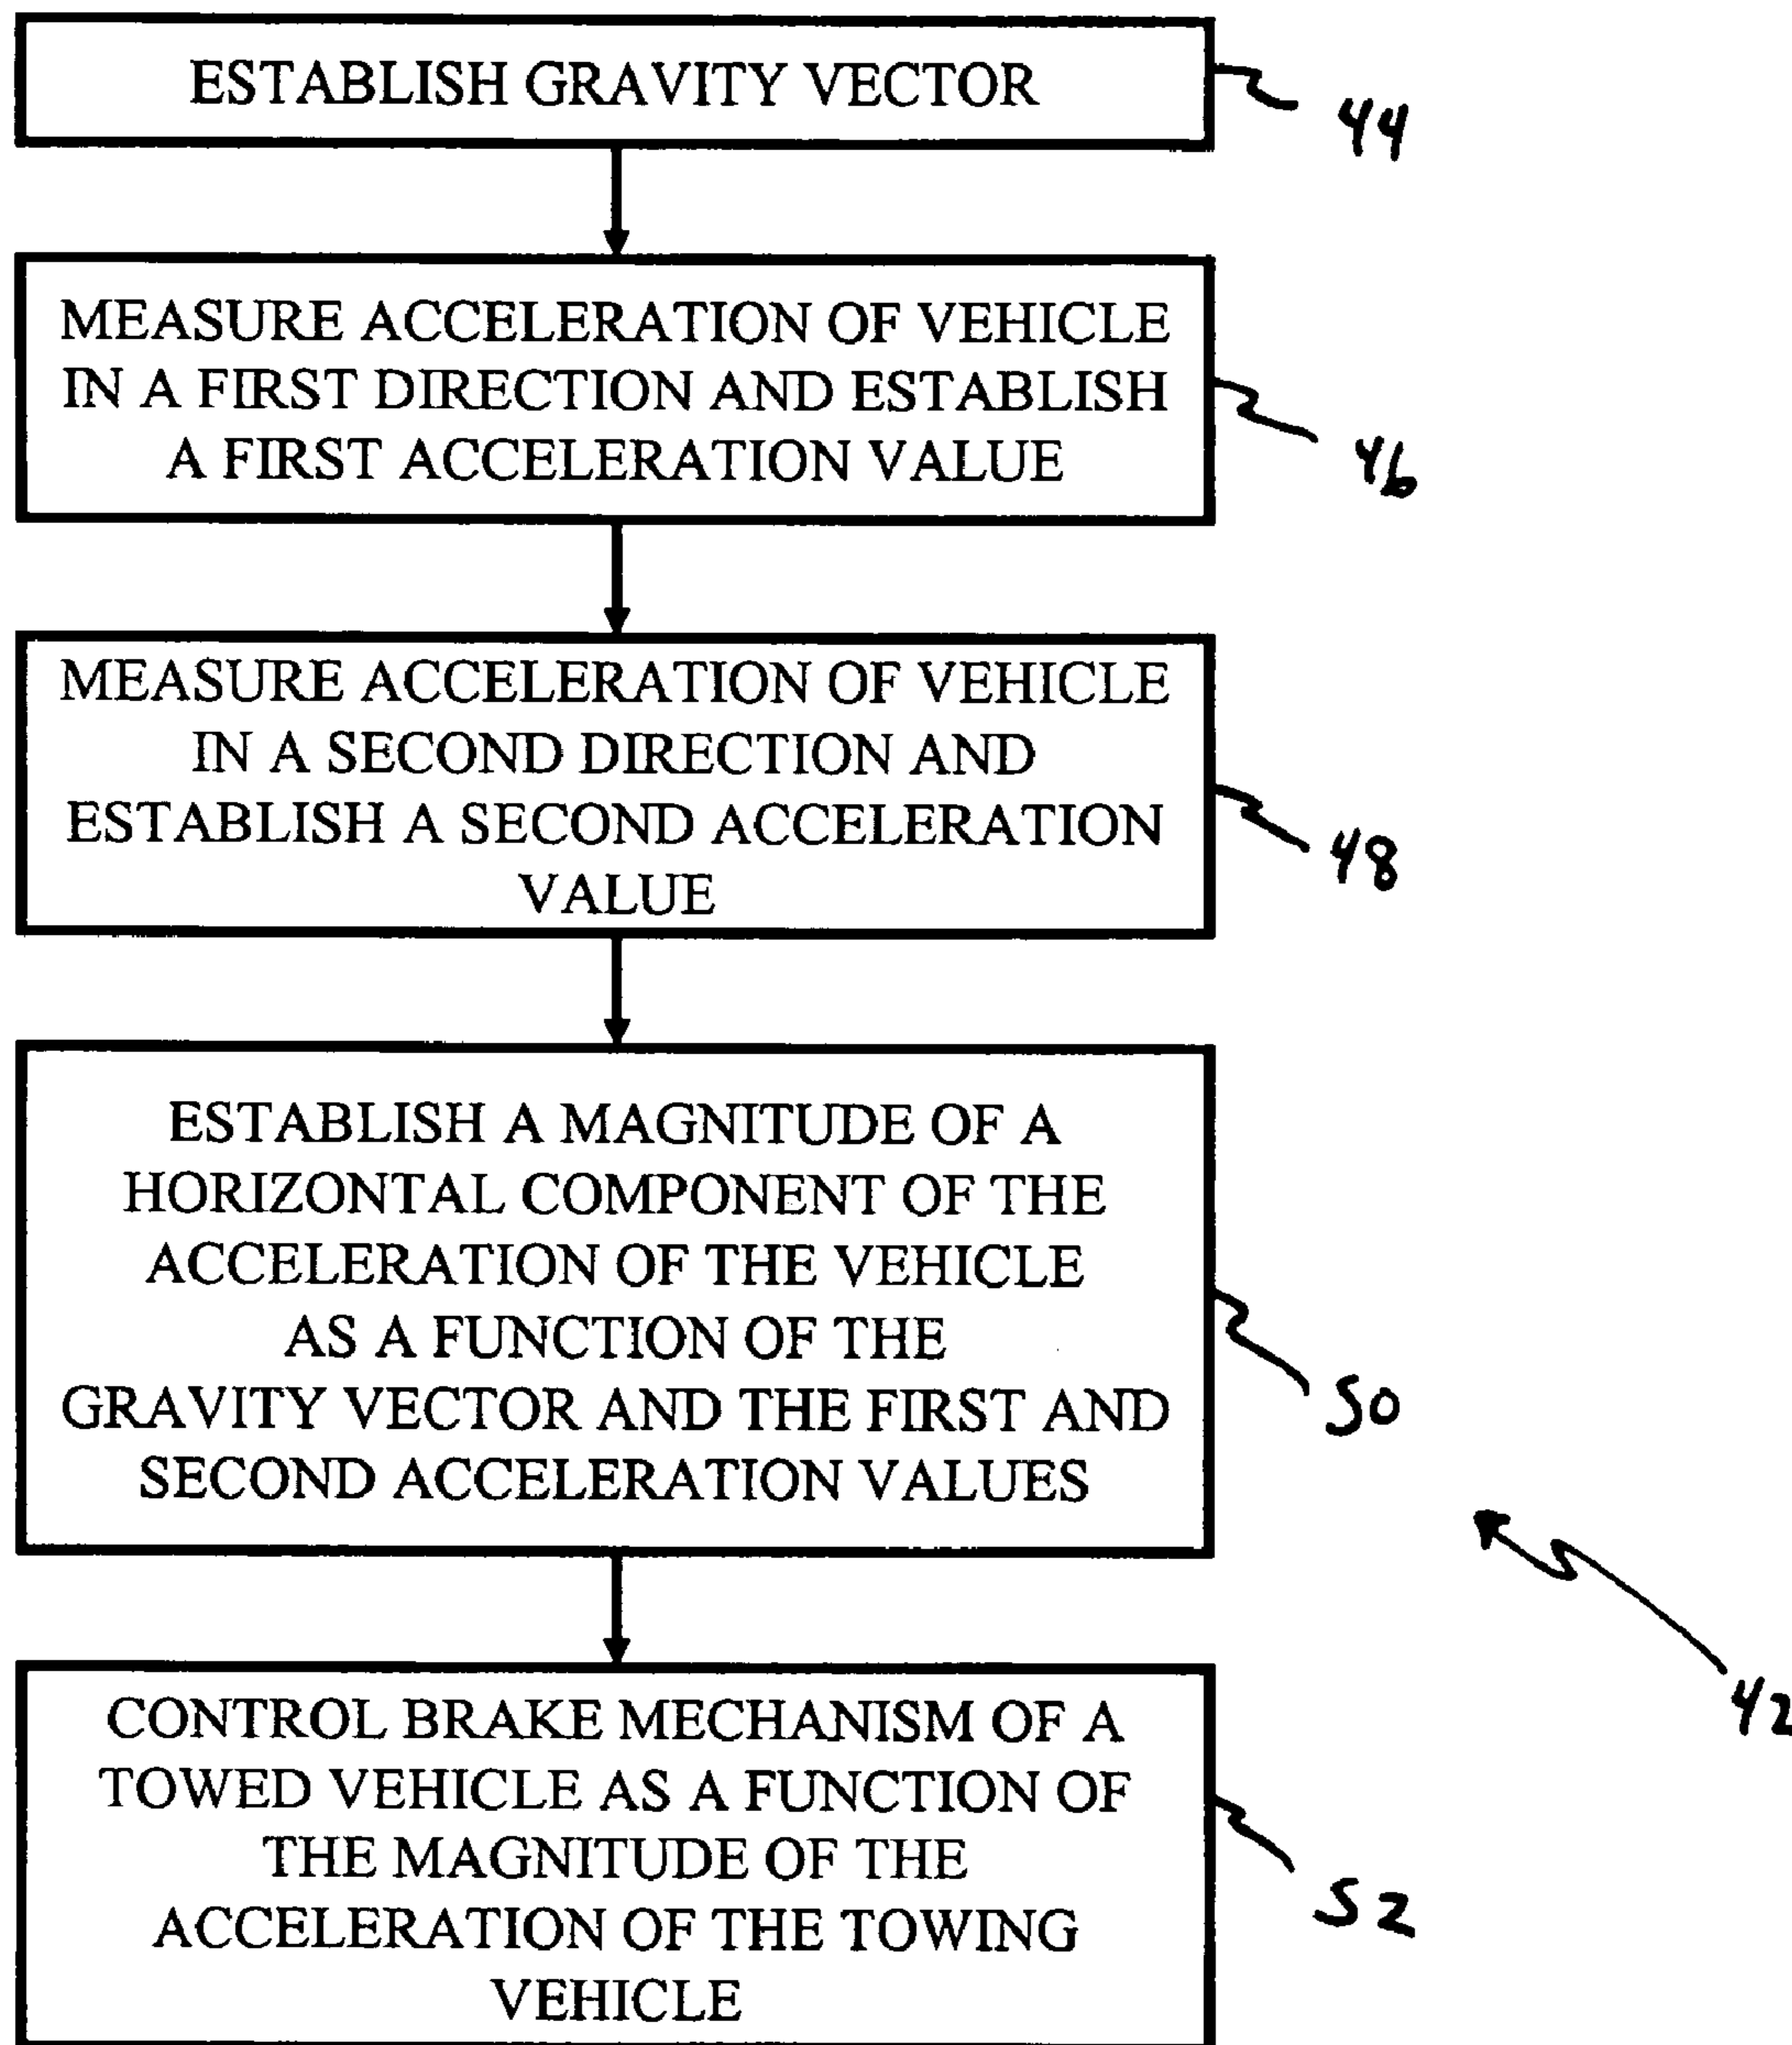 ESTABLISH GRAVITY VECTOR
44
MEASURE ACCELERATION OF VEHICLE
IN A FIRST DIRECTION AND ESTABLISH
A FIRST ACCELERATION VALUE
46
MEASURE ACCELERATION OF VEHICLE
IN A SECOND DIRECTION AND
ESTABLISH A SECOND ACCELERATION
VALUE
48
ESTABLISH A MAGNITUDE OF A
HORIZONTAL COMPONENT OF THE
ACCELERATION OF THE VEHICLE
AS A FUNCTION OF THE
GRAVITY VECTOR AND THE FIRST AND
SECOND ACCELERATION VALUES
50
42
CONTROL BRAKE MECHANISM OF A
TOWED VEHICLE AS A FUNCTION OF
THE MAGNITUDE OF THE
ACCELERATION OF THE TOWING
VEHICLE
52